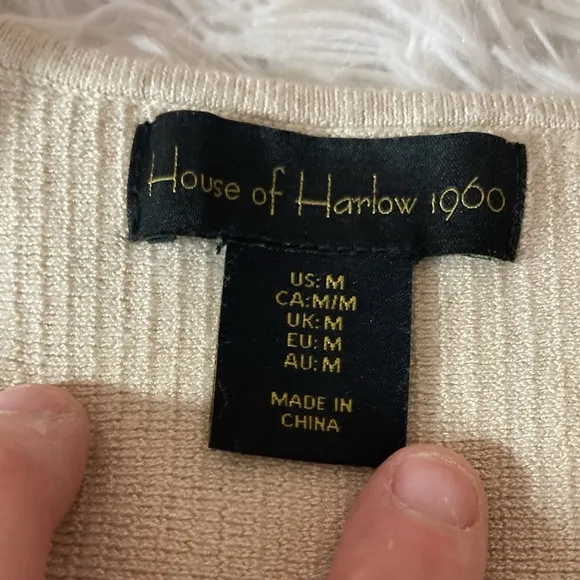 House of Harlow 1960
US: M
CA:M/M
UK: M
EU: M
AU: M
MADE IN
CHINA